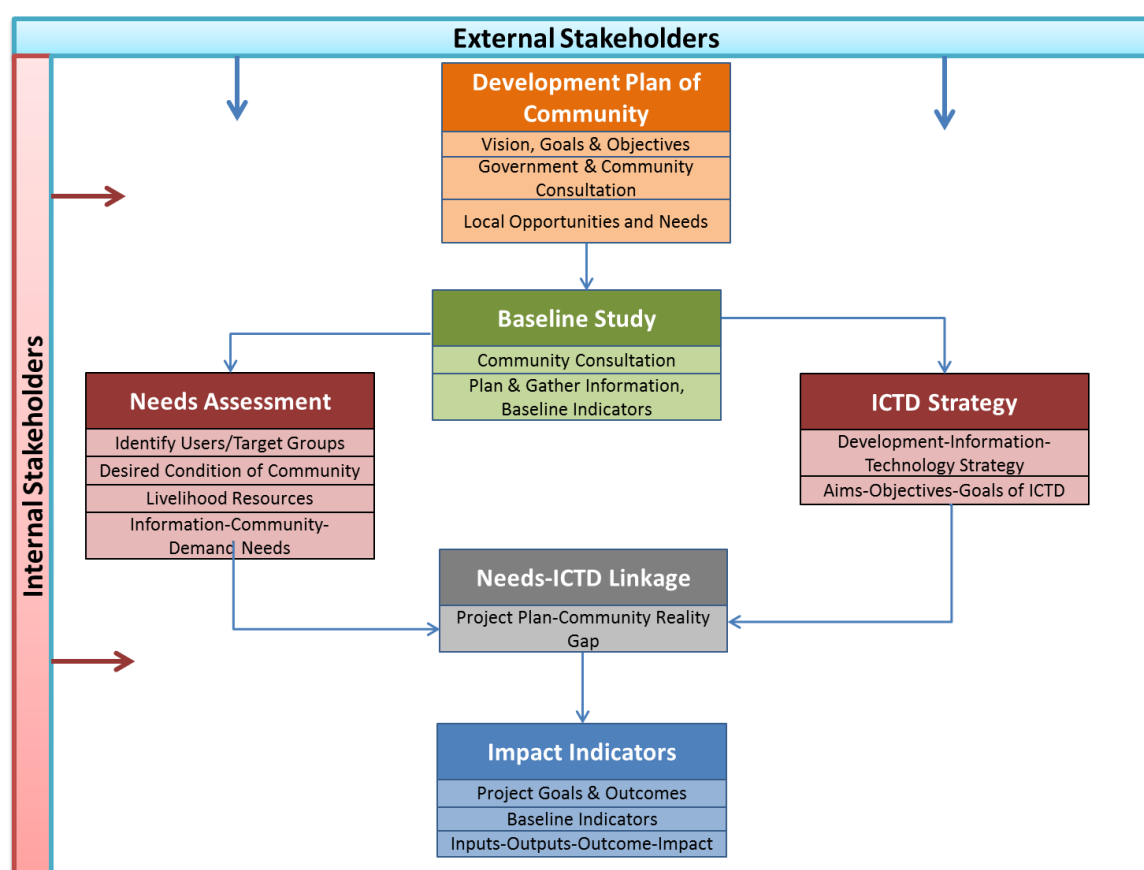 External Stakeholders
Internal Stakeholders
Development Plan of
Community
Vision, Goals & Objectives
Government & Community
Consultation
Local Opportunities and Needs
Baseline Study
Community Consultation
Plan & Gather Information,
Baseline Indicators
Needs Assessment
Identify Users/Target Groups
Desired Condition of Community
Livelihood Resources
Information-Community-
Demand Needs
ICTD Strategy
Development-Information-
Technology Strategy
Aims-Objectives-Goals of ICTD
Needs-ICTD Linkage
Project Plan-Community Reality
Gap
Impact Indicators
Project Goals & Outcomes
Baseline Indicators
Inputs-Outputs-Outcome-Impact